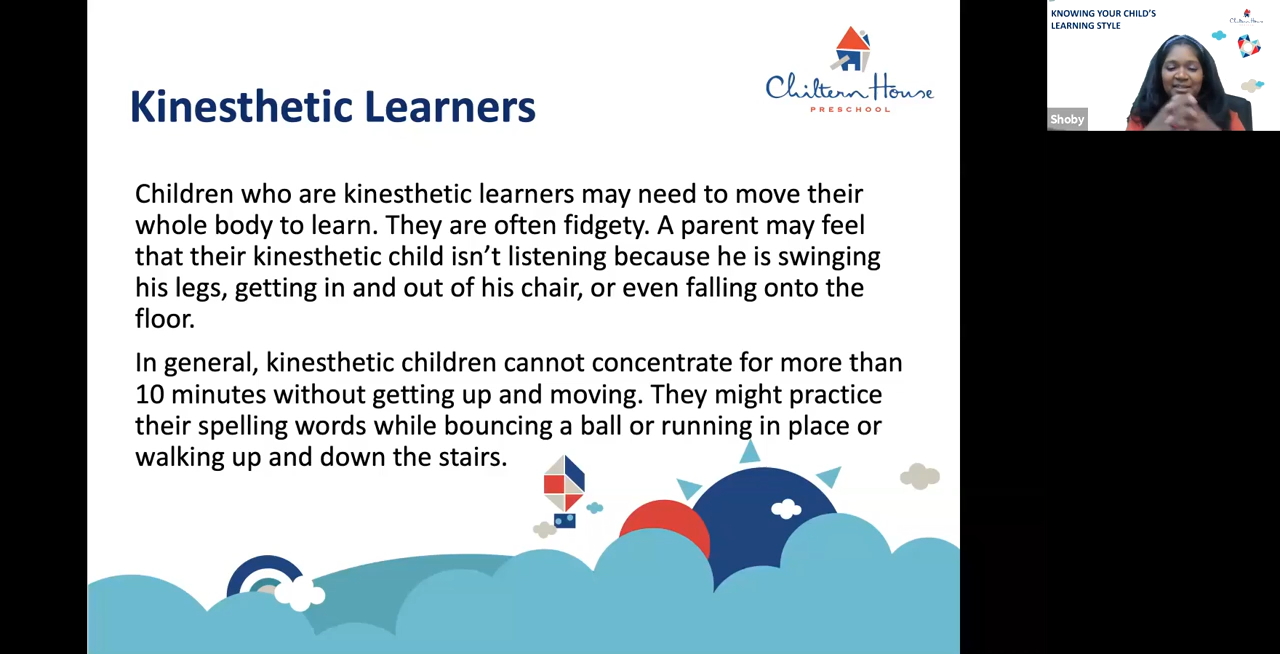 Kinesthetic Learners
Chiltern House
PRESCHOOL
Children who are kinesthetic learners may need to move their
whole body to learn. They are often fidgety. A parent may feel
that their kinesthetic child isn’t listening because he is swinging
his legs, getting in and out of his chair, or even falling onto the
floor.
In general, kinesthetic children cannot concentrate for more than
10 minutes without getting up and moving. They might practice
their spelling words while bouncing a ball or running in place or
walking up and down the stairs.
KNOWING YOUR CHILD’S
LEARNING STYLE
Chiltern House
Shoby